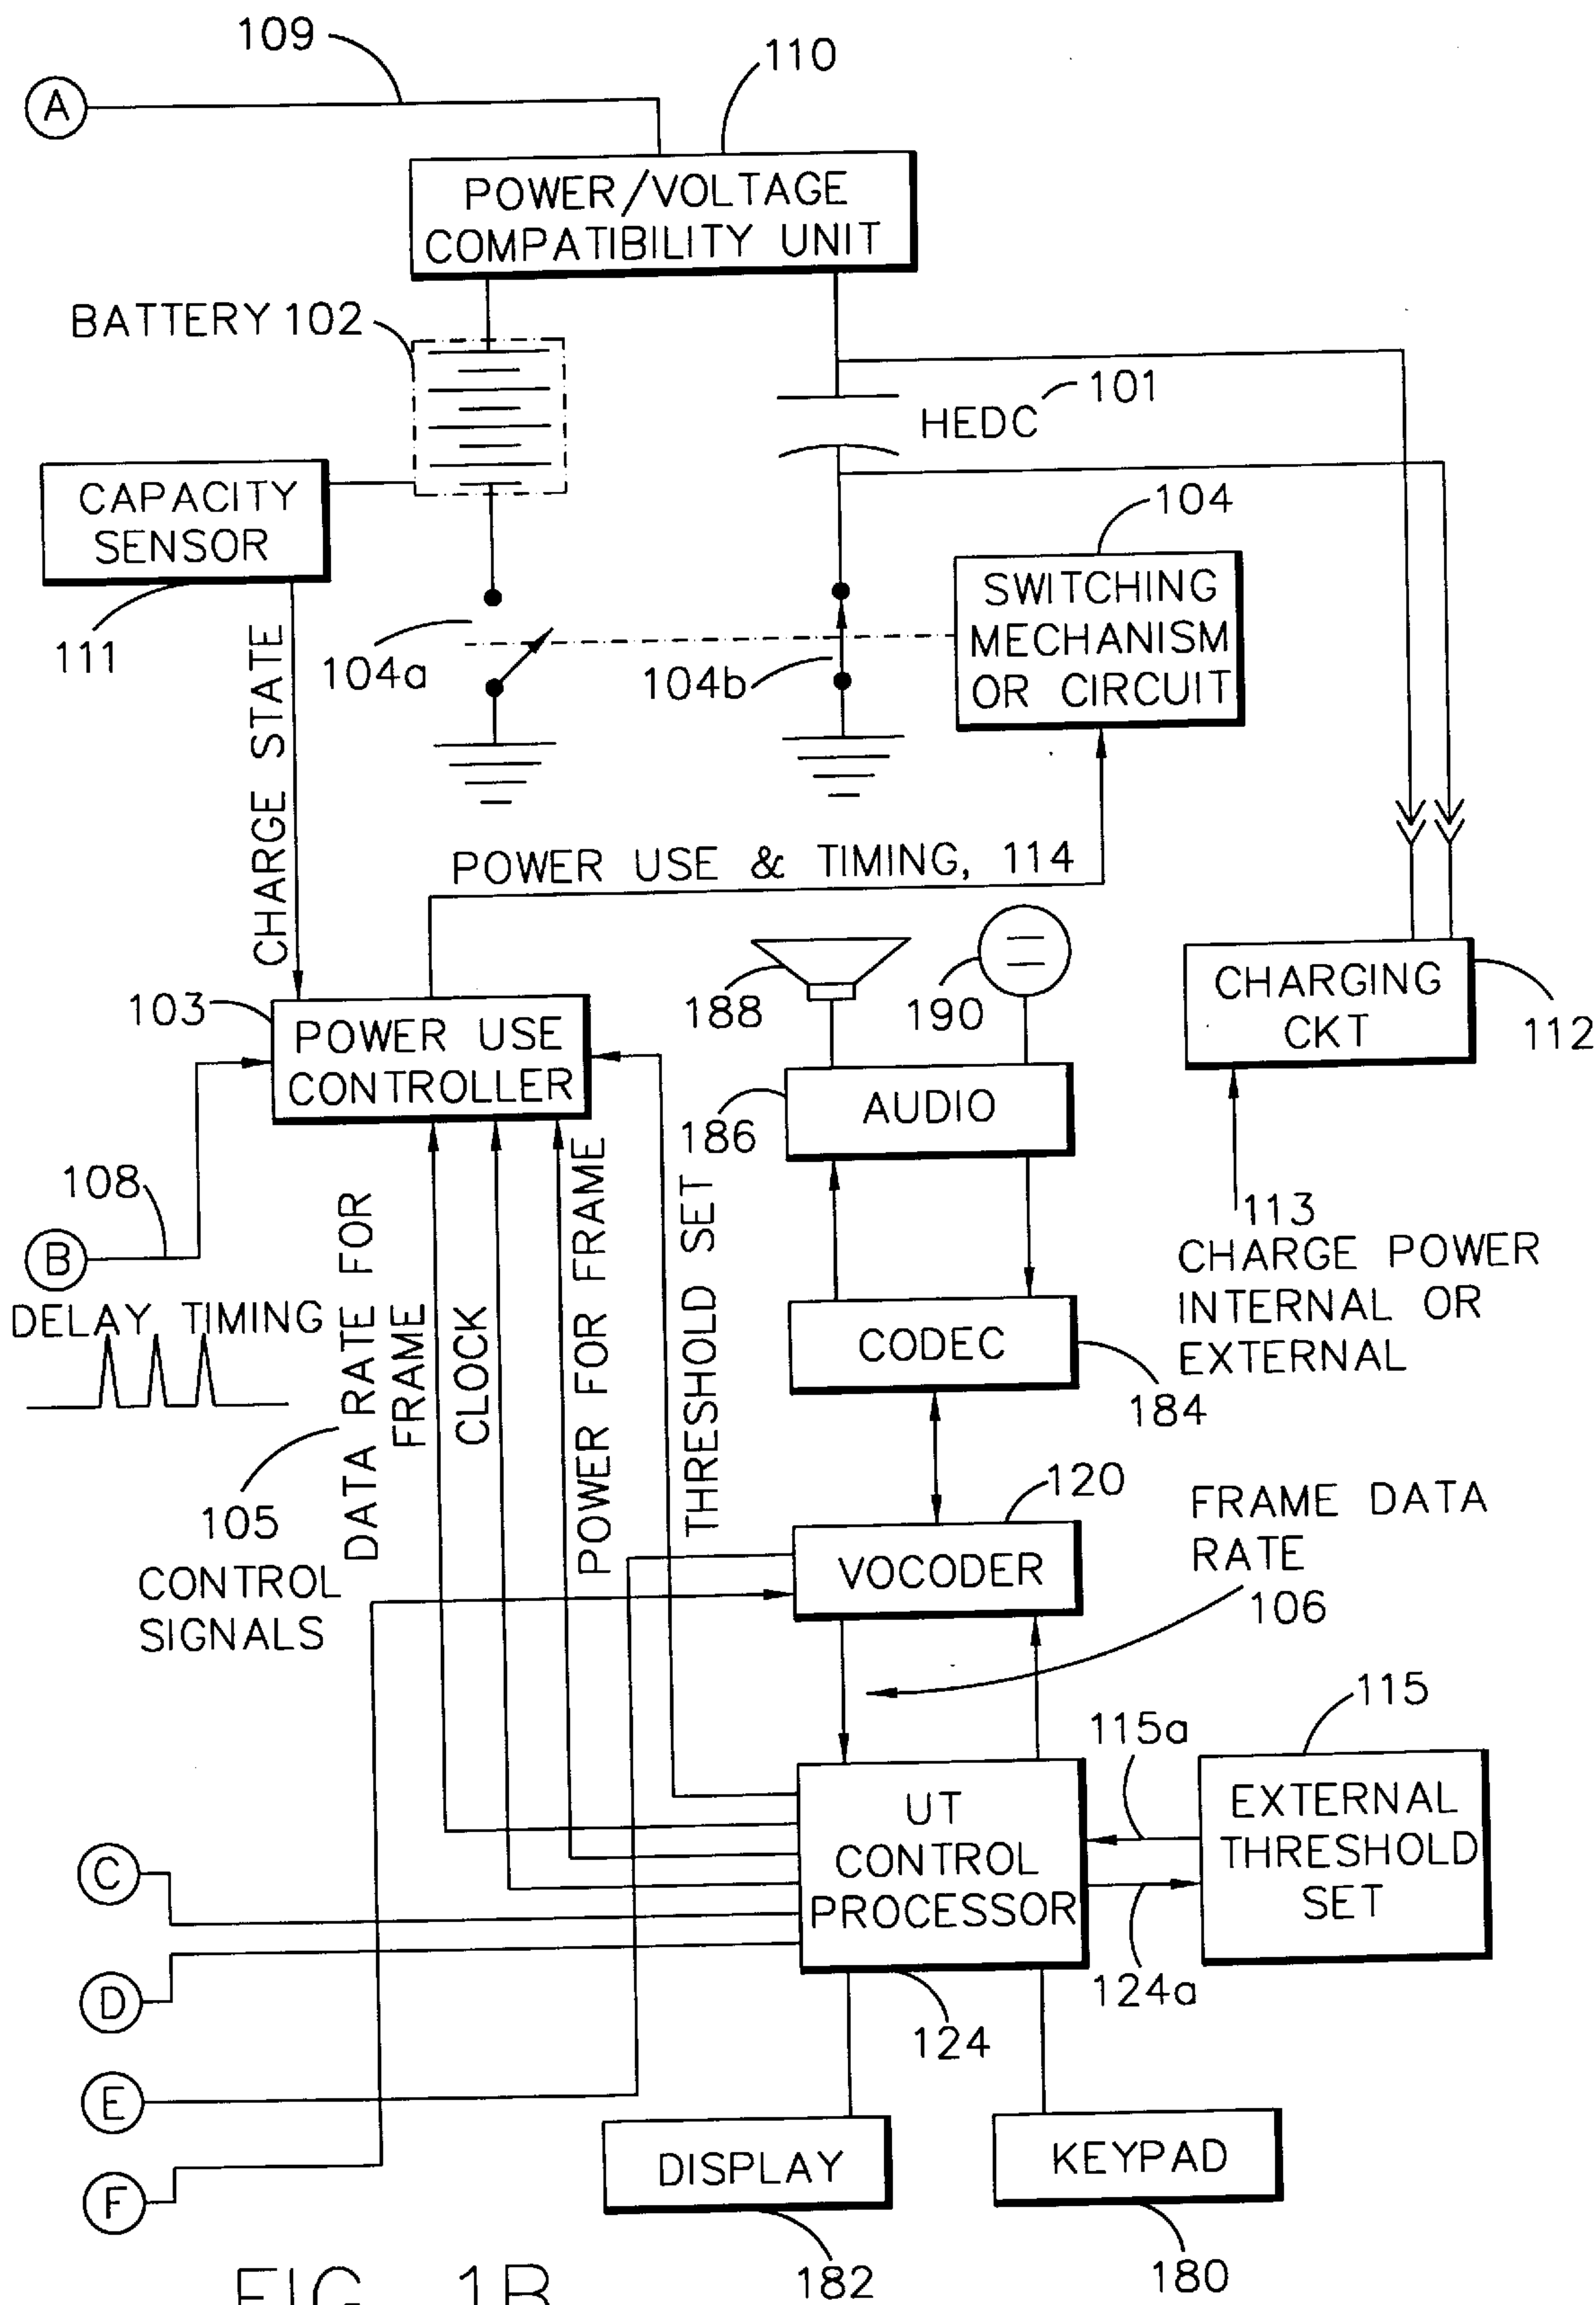 109
110
A
POWER/VOLTAGE
COMPATIBILITY UNIT
BATTERY 102
101
HEDC
CAPACITY
SENSOR
104
111
104a
104b
SWITCHING
MECHANISM
OR CIRCUIT
CHARGE STATE
POWER USE & TIMING, 114
188
190
CHARGING
CKT
112
103
POWER USE
CONTROLLER
AUDIO
186
108
B
DELAY TIMING
113
CHARGE POWER
INTERNAL OR
EXTERNAL
DATA RATE FOR
FRAME
CLOCK
POWER FOR FRAME
THRESHOLD SET
CODEC
184
105
CONTROL
SIGNALS
120
VOCODER
FRAME DATA
RATE
106
115
115a
UT
CONTROL
PROCESSOR
EXTERNAL
THRESHOLD
SET
C
D
124a
124
E
F
DISPLAY
KEYPAD
182
180
FIG. 1B